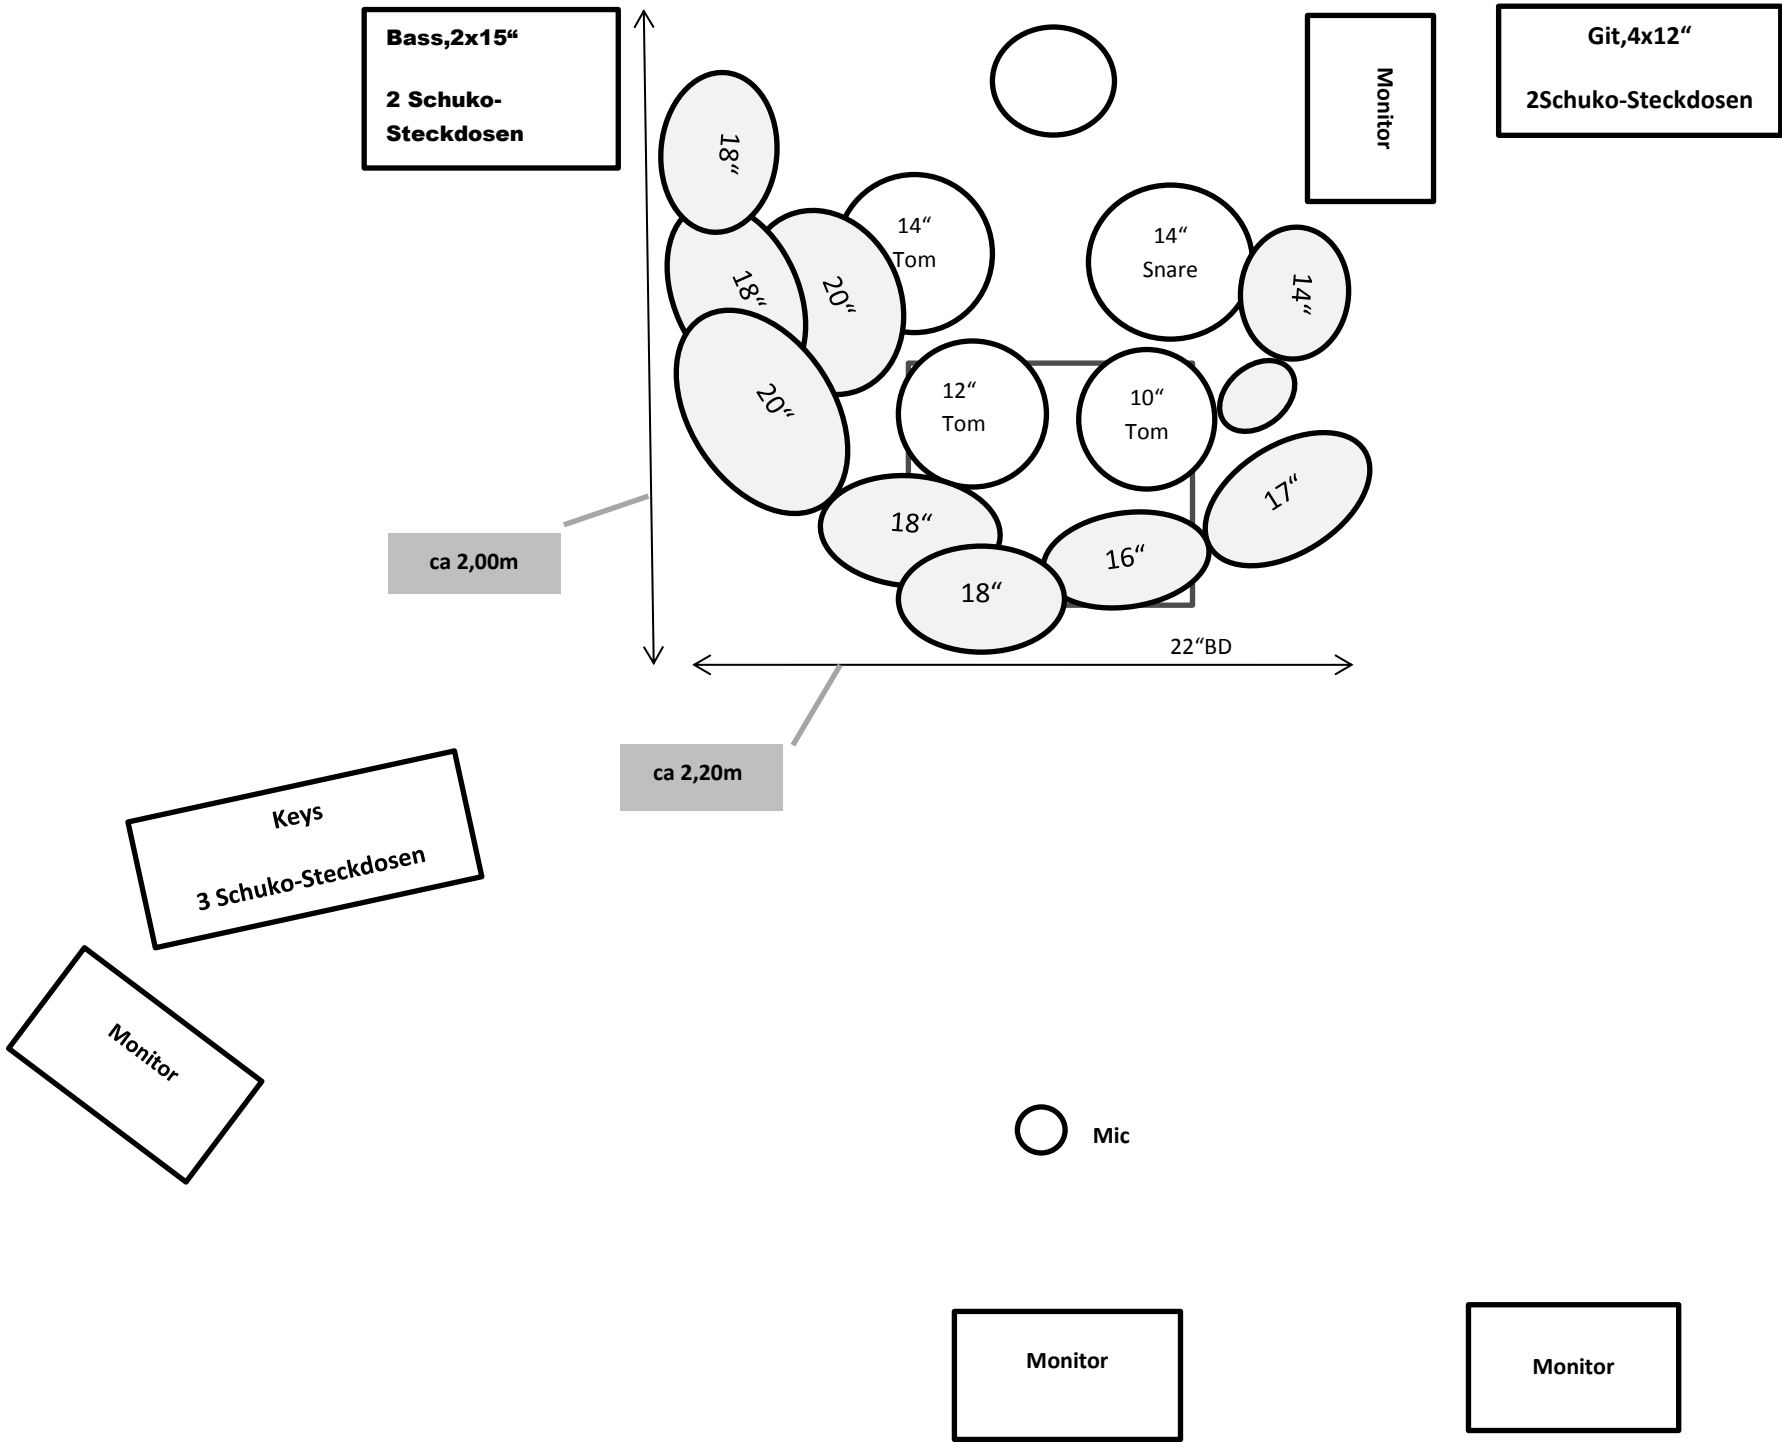 Bass,2x15“
2 Schuko-
Steckdosen
Monitor
Git,4x12“
2Schuko-Steckdosen
18“
14“
Tom
14“
Snare
18“
20“
14“
20“
12“
Tom
10“
Tom
17“
18“
16“
18“
ca 2,00m
22“BD
ca 2,20m
Keys
3 Schuko-Steckdosen
Monitor
Mic
Monitor
Monitor